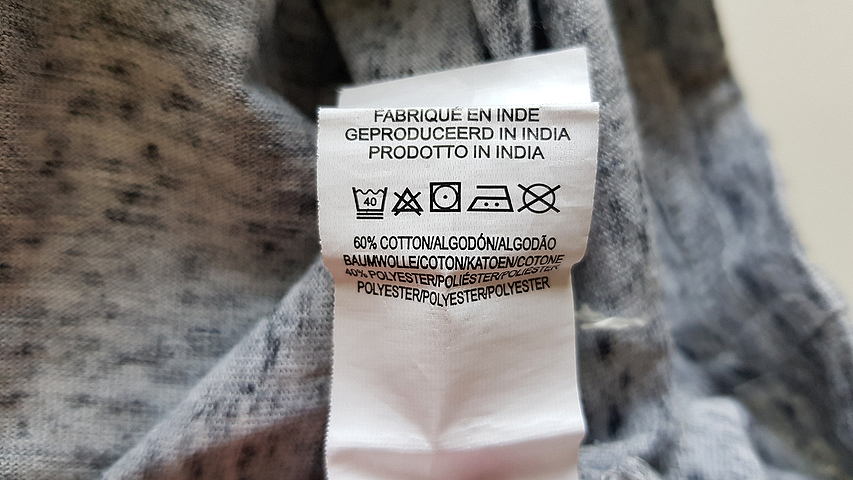 FABRIQUÉ EN INDE
GEPRODUCEERD IN INDIA
PRODOTTO IN INDIA
40
60% COTTON/ALGODÓN/ALGODÃO
BAUMWOLLE/COTON/KATOEN/COTONE
40% POLYESTER/POLIÉSTER/POLIÉSTER
POLYESTER/POLYESTER/POLYESTER